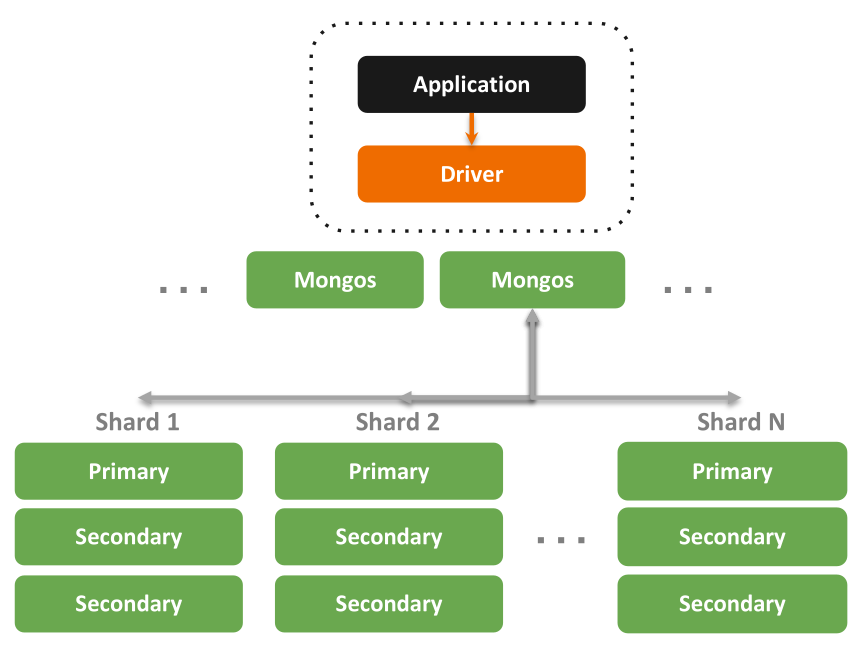 Application
Driver
... Mongos Mongos ...
Shard 1 Shard 2 Shard N
Primary Primary Primary
Secondary Secondary ... Secondary
Secondary Secondary Secondary